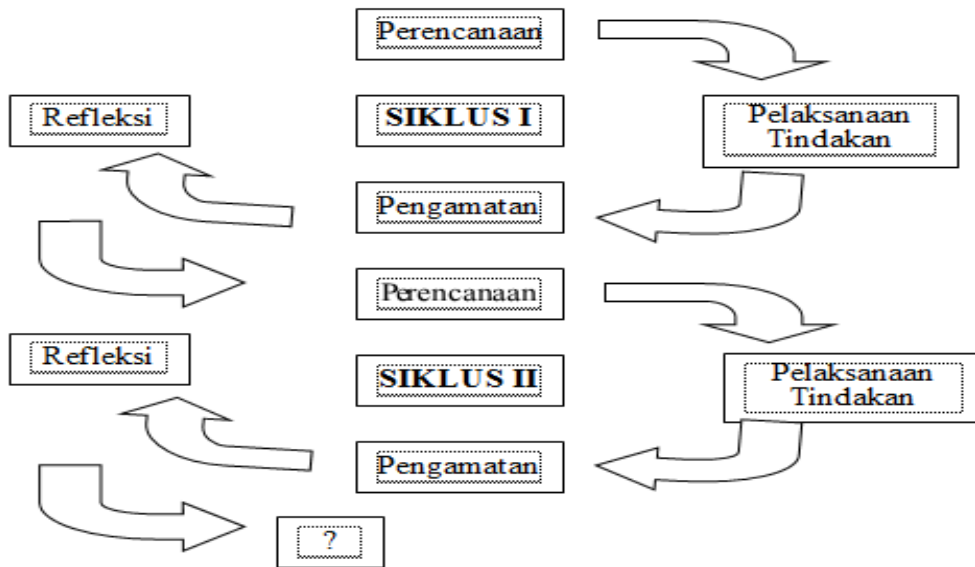 Perencanaan
Refleksi
SIKLUS I
Pelaksanaan
Tindakan
Pengamatan
Perencanaan
Refleksi
SIKLUS II
Pelaksanaan
Tindakan
Pengamatan
?